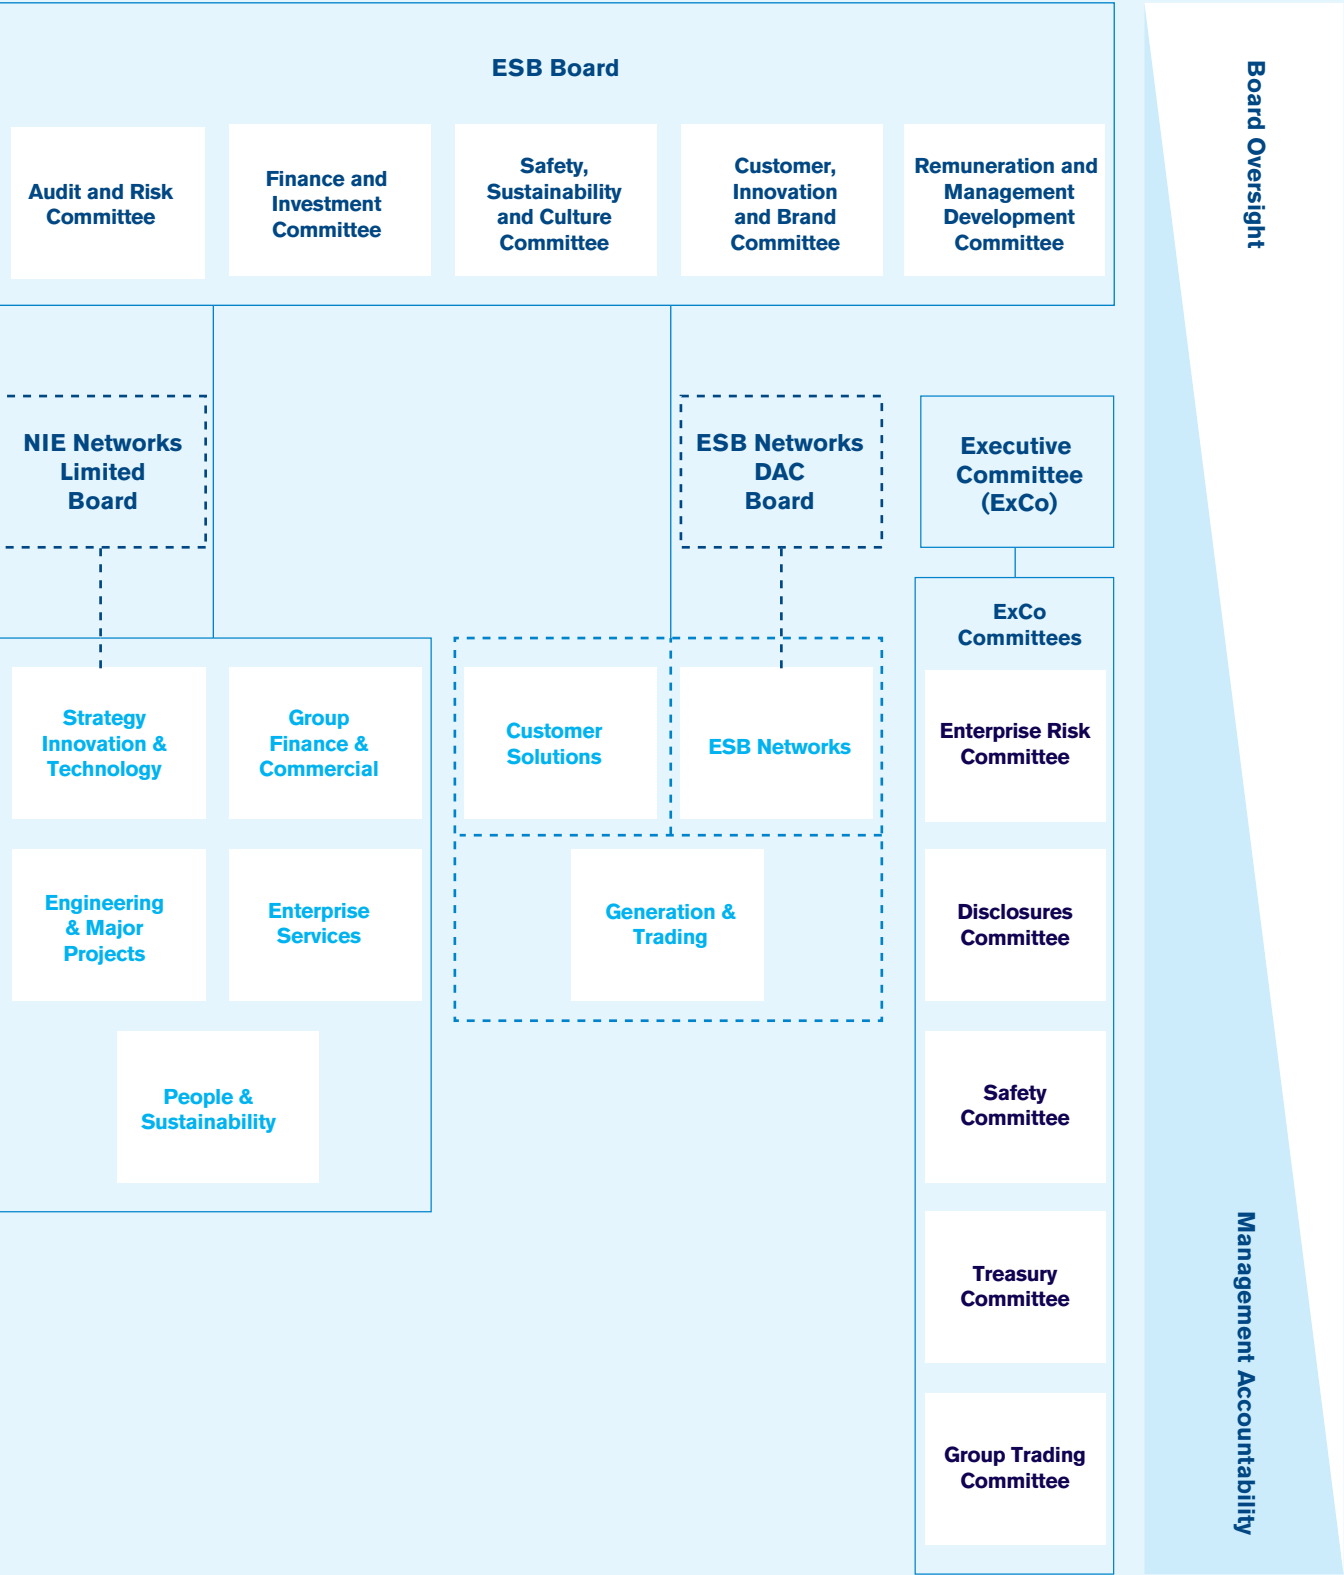 ESB Board
Audit and Risk
Committee
Finance and
Investment
Committee
Safety,
Sustainability
and Culture
Committee
Customer,
Innovation
and Brand
Committee
Remuneration and
Management
Development
Committee
Board Oversight
NIE Networks
Limited
Board
ESB Networks
DAC
Board
Executive
Committee
(ExCo)
ExCo
Committees
Strategy
Innovation &
Technology
Group
Finance &
Commercial
Customer
Solutions
ESB Networks
Enterprise Risk
Committee
Engineering
& Major
Projects
Enterprise
Services
Generation &
Trading
Disclosures
Committee
People &
Sustainability
Safety
Committee
Treasury
Committee
Group Trading
Committee
Management Accountability